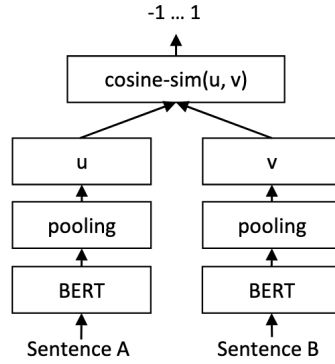 -1 … 1
cosine-sim(u, v)
u
v
pooling
pooling
BERT
BERT
Sentence A
Sentence B